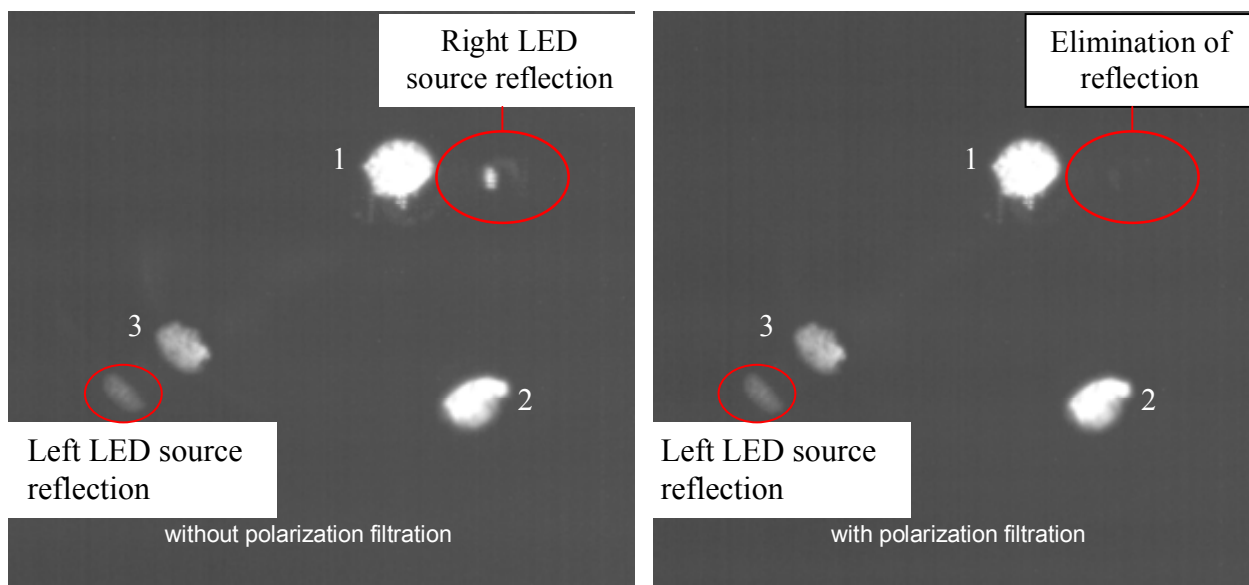 Right LED
source reflection
1
3
2
Left LED source
reflection
without polarization filtration
Elimination of
reflection
1
3
2
Left LED source
reflection
with polarization filtration